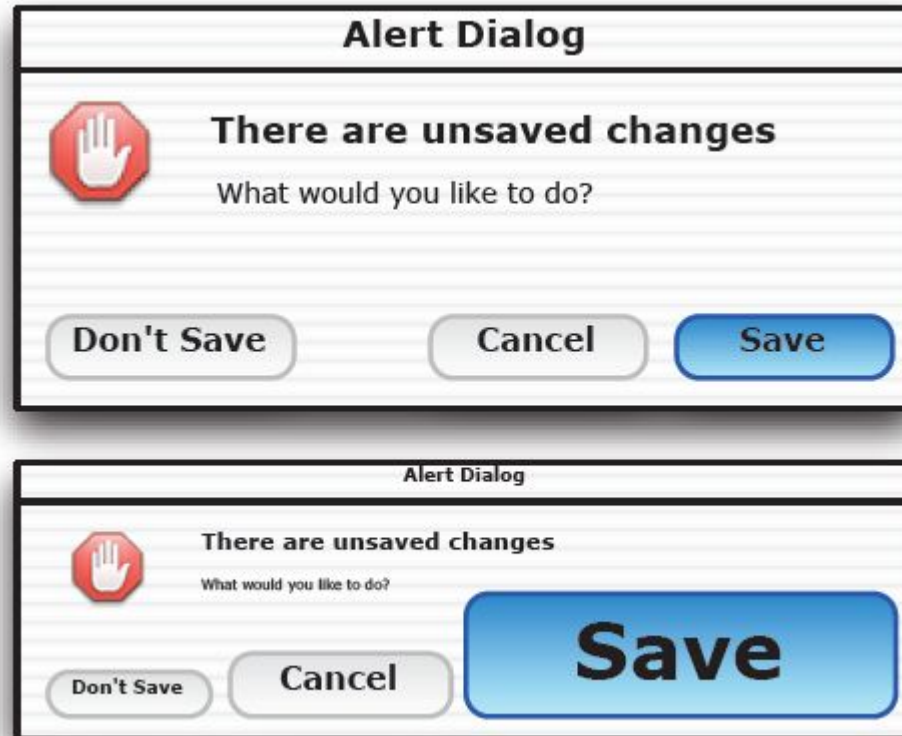 Alert Dialog
There are unsaved changes
What would you like to do?
Don't Save Cancel Save
Alert Dialog
There are unsaved changes
What would you like to do?
Don't Save Cancel Save